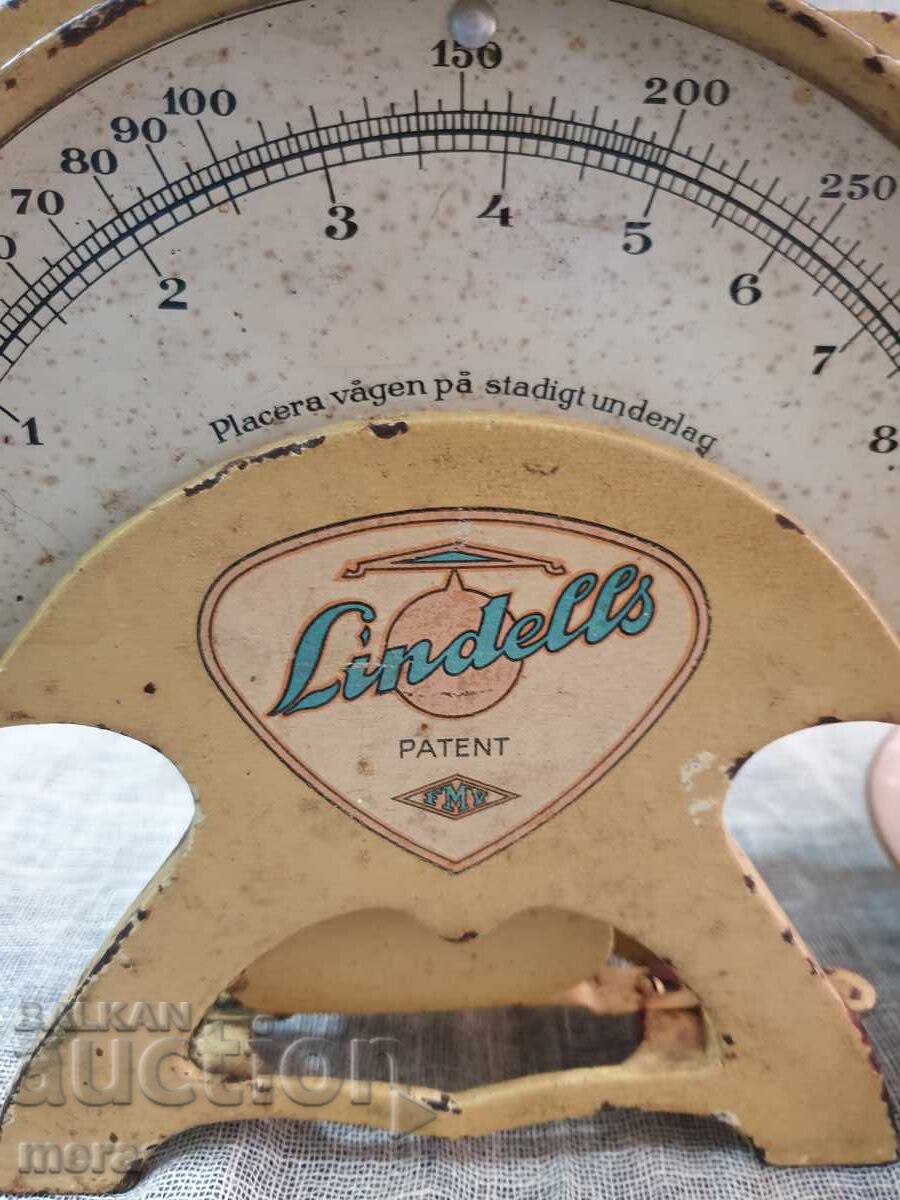 70 80 90 100 150 200 250
1 2 3 4 5 6 7 8
Placera vågen på stadigt underlag
Lindells
PATENT
FMV
BALKAN
auction
mera